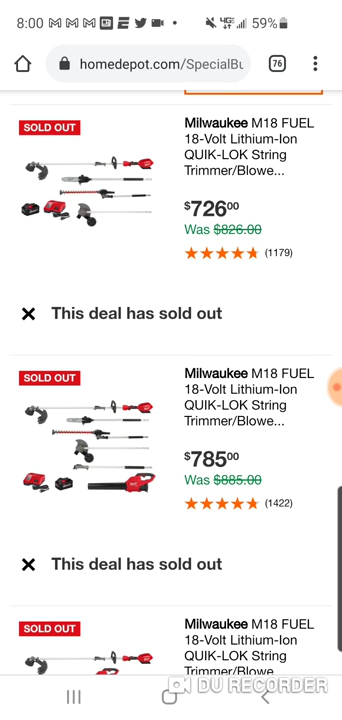 8:00
59%
homedepot.com/SpecialBu
76
SOLD OUT
Milwaukee M18 FUEL
18-Volt Lithium-Ion
QUIK-LOK String
Trimmer/Blowe...
$72600
Was $826.00
(1179)
This deal has sold out
SOLD OUT
Milwaukee M18 FUEL
18-Volt Lithium-Ion
QUIK-LOK String
Trimmer/Blowe...
$78500
Was $885.00
(1422)
This deal has sold out
SOLD OUT
Milwaukee M18 FUEL
18-Volt Lithium-Ion
QUIK-LOK String
Trimmer/Blowe...
DU RECORDER